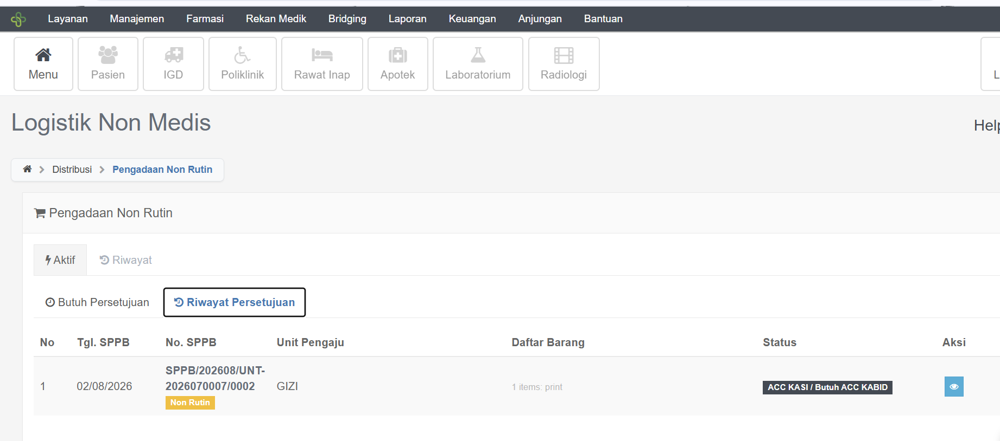 Layanan Manajemen Farmasi Rekan Medik Bridging Laporan Keuangan Anjungan Bantuan
Menu Pasien IGD Poliklinik Rawat Inap Apotek Laboratorium Radiologi L
Logistik Non Medis
Help
Distribusi Pengadaan Non Rutin
Pengadaan Non Rutin
Aktif Riwayat
Butuh Persetujuan Riwayat Persetujuan
No Tgl. SPPB No. SPPB Unit Pengaju Daftar Barang Status Aksi
1 02/08/2026 SPPB/202608/UNT-
2026070007/0002 GIZI 1 items: print ACC KASI / Butuh ACC KABID
Non Rutin